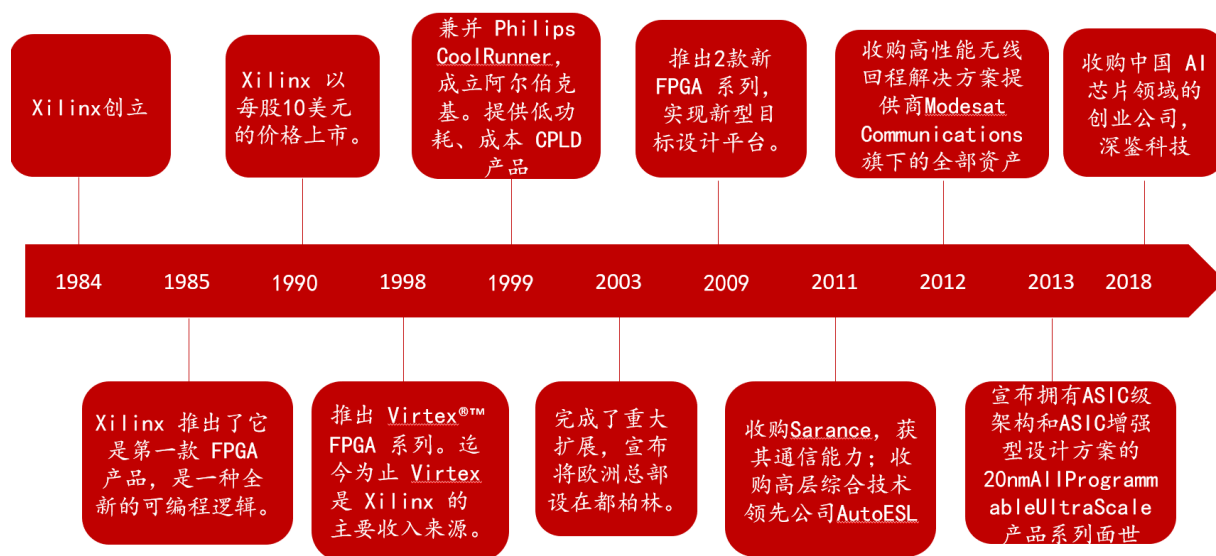 Xilinx创立
Xilinx 以
每股10美元
的价格上市。
兼并 Philips
CoolRunner,
成立阿尔伯克
基。提供低功
耗、成本 CPLD
产品
推出2款新
FPGA 系列,
实现新型目
标设计平台。
收购高性能无线
回程解决方案提
供商Modesat
Communications
旗下的全部资产
收购中国 AI
芯片领域的
创业公司,
深鉴科技
1984
1985
1990
1998
1999
2003
2009
2011
2012
2013
2018
Xilinx 推出了它
是第一款 FPGA
产品，是一种全
新的可编程逻辑。
推出 Virtex®™
FPGA 系列。迄
今为止 Virtex
是 Xilinx 的
主要收入来源。
完成了重大
扩展，宣布
将欧洲总部
设在都柏林。
收购Sarance，获
其通信能力；收
购高层综合技术
领先公司AutoESL
宣布拥有ASIC级
架构和ASIC增强
型设计方案的
20nmAllProgramm
ableUltraScale
产品系列面世